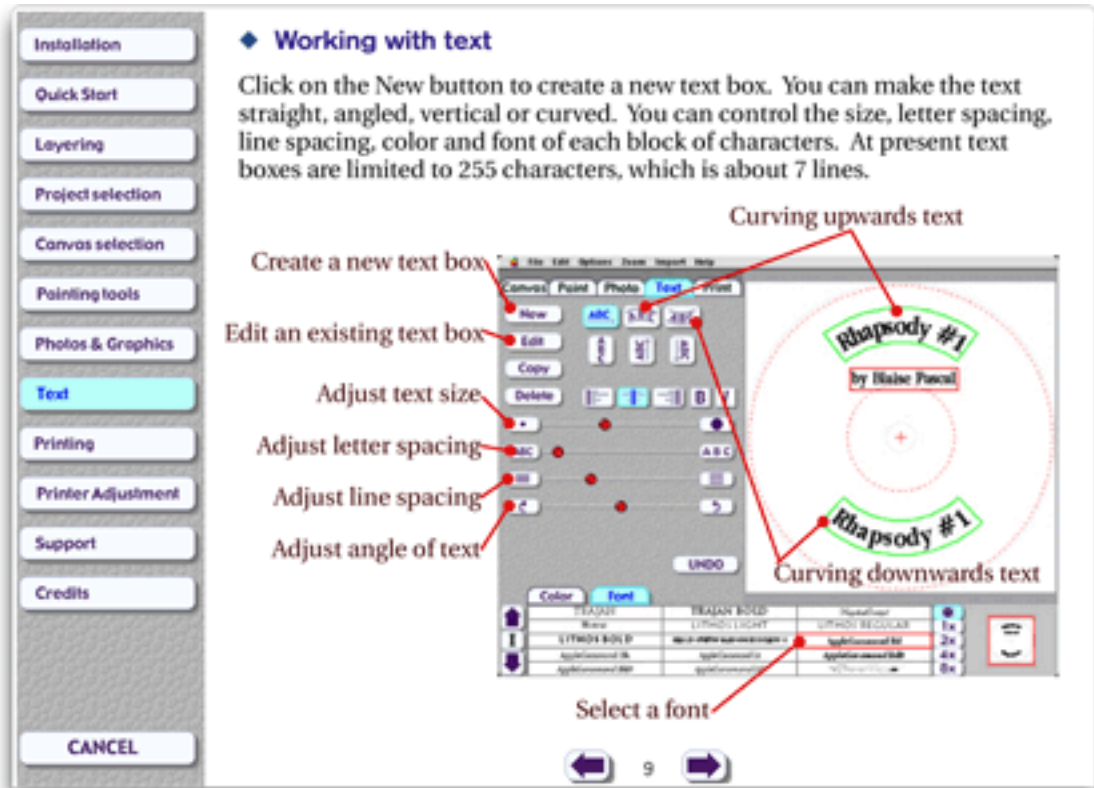 Installation
Quick Start
Layering
Project selection
Canvas selection
Painting tools
Photos & Graphics
Text
Printing
Printer Adjustment
Support
Credits
CANCEL
Working with text
Click on the New button to create a new text box. You can make the text
straight, angled, vertical or curved. You can control the size, letter spacing,
line spacing, color and font of each block of characters. At present text
boxes are limited to 255 characters, which is about 7 lines.
Curving upwards text
Create a new text box
Edit an existing text box
Adjust text size
Adjust letter spacing
Adjust line spacing
Adjust angle of text
File Edit Options Zoom Import Help
Canvas Paint Photo Text Print
New
ABC
Edit
Copy
Delete
B I
ABC
A B C
UNDO
Rhapsody #1
by Blaise Pascal
Rhapsody #1
Curving downwards text
Color Font
TRAJAN TRAJAN BOLD
LITHOS LIGHT LITHOS REGULAR
LITHOS BOLD
1x
2x
4x
8x
Select a font
9